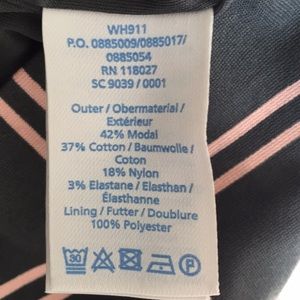 WH911
P.O. 0885009/0885017/
0885054
RN 118027
SC 9039 / 0001
Outer / Obermaterial /
Extérieur
42% Modal
37% Cotton / Baumwolle /
Coton
18% Nylon
3% Elastane / Elasthan /
Élasthanne
Lining / Futter / Doublure
100% Polyester
30
P